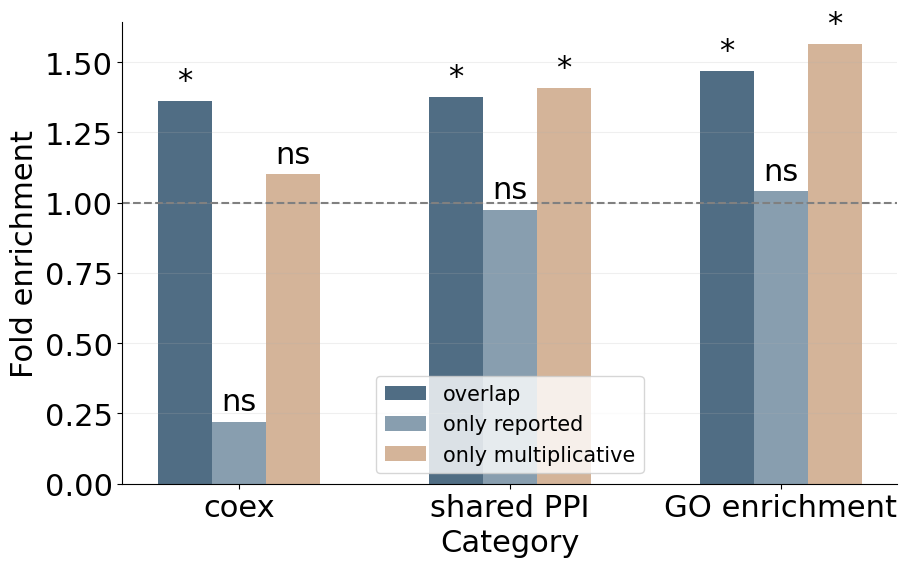 Fold enrichment
1.50
1.25
1.00
0.75
0.50
0.25
0.00
*
ns
ns
*
ns
*
*
ns
*
overlap
only reported
only multiplicative
coex
shared PPI
GO enrichment
Category